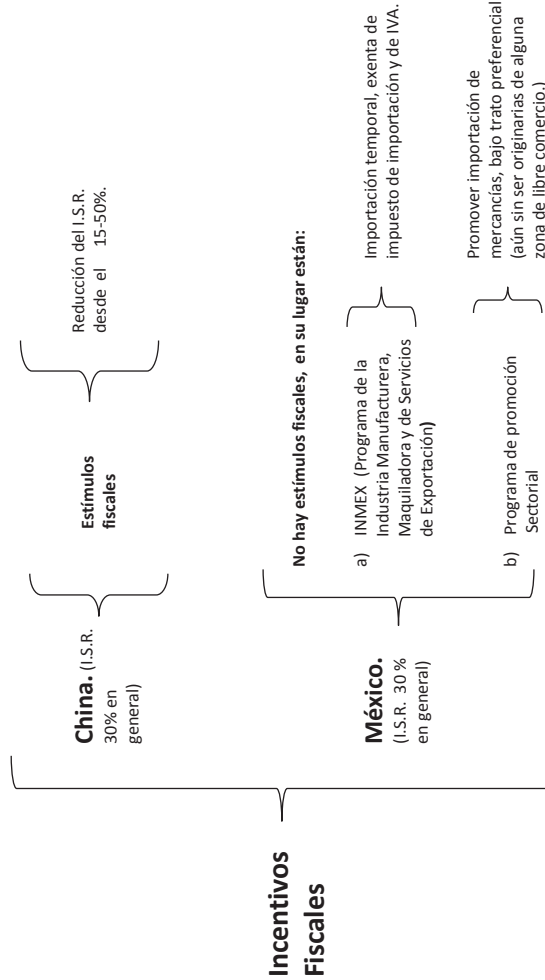 Incentivos
Fiscales
China. (I.S.R.
30% en
general)
Estímulos
fiscales
Reducción del I.S.R.
desde el 15-50%.
México.
(I.S.R. 30 %
en general)
No hay estímulos fiscales, en su lugar están:
a) INMEX (Programa de la
Industria Manufacturera,
Maquiladora y de Servicios
de Exportación)
Importación temporal, exenta de
impuesto de importación y de IVA.
b) Programa de promoción
Sectorial
Promover importación de
mercancías, bajo trato preferencial
(aún sin ser originarias de alguna
zona de libre comercio.)